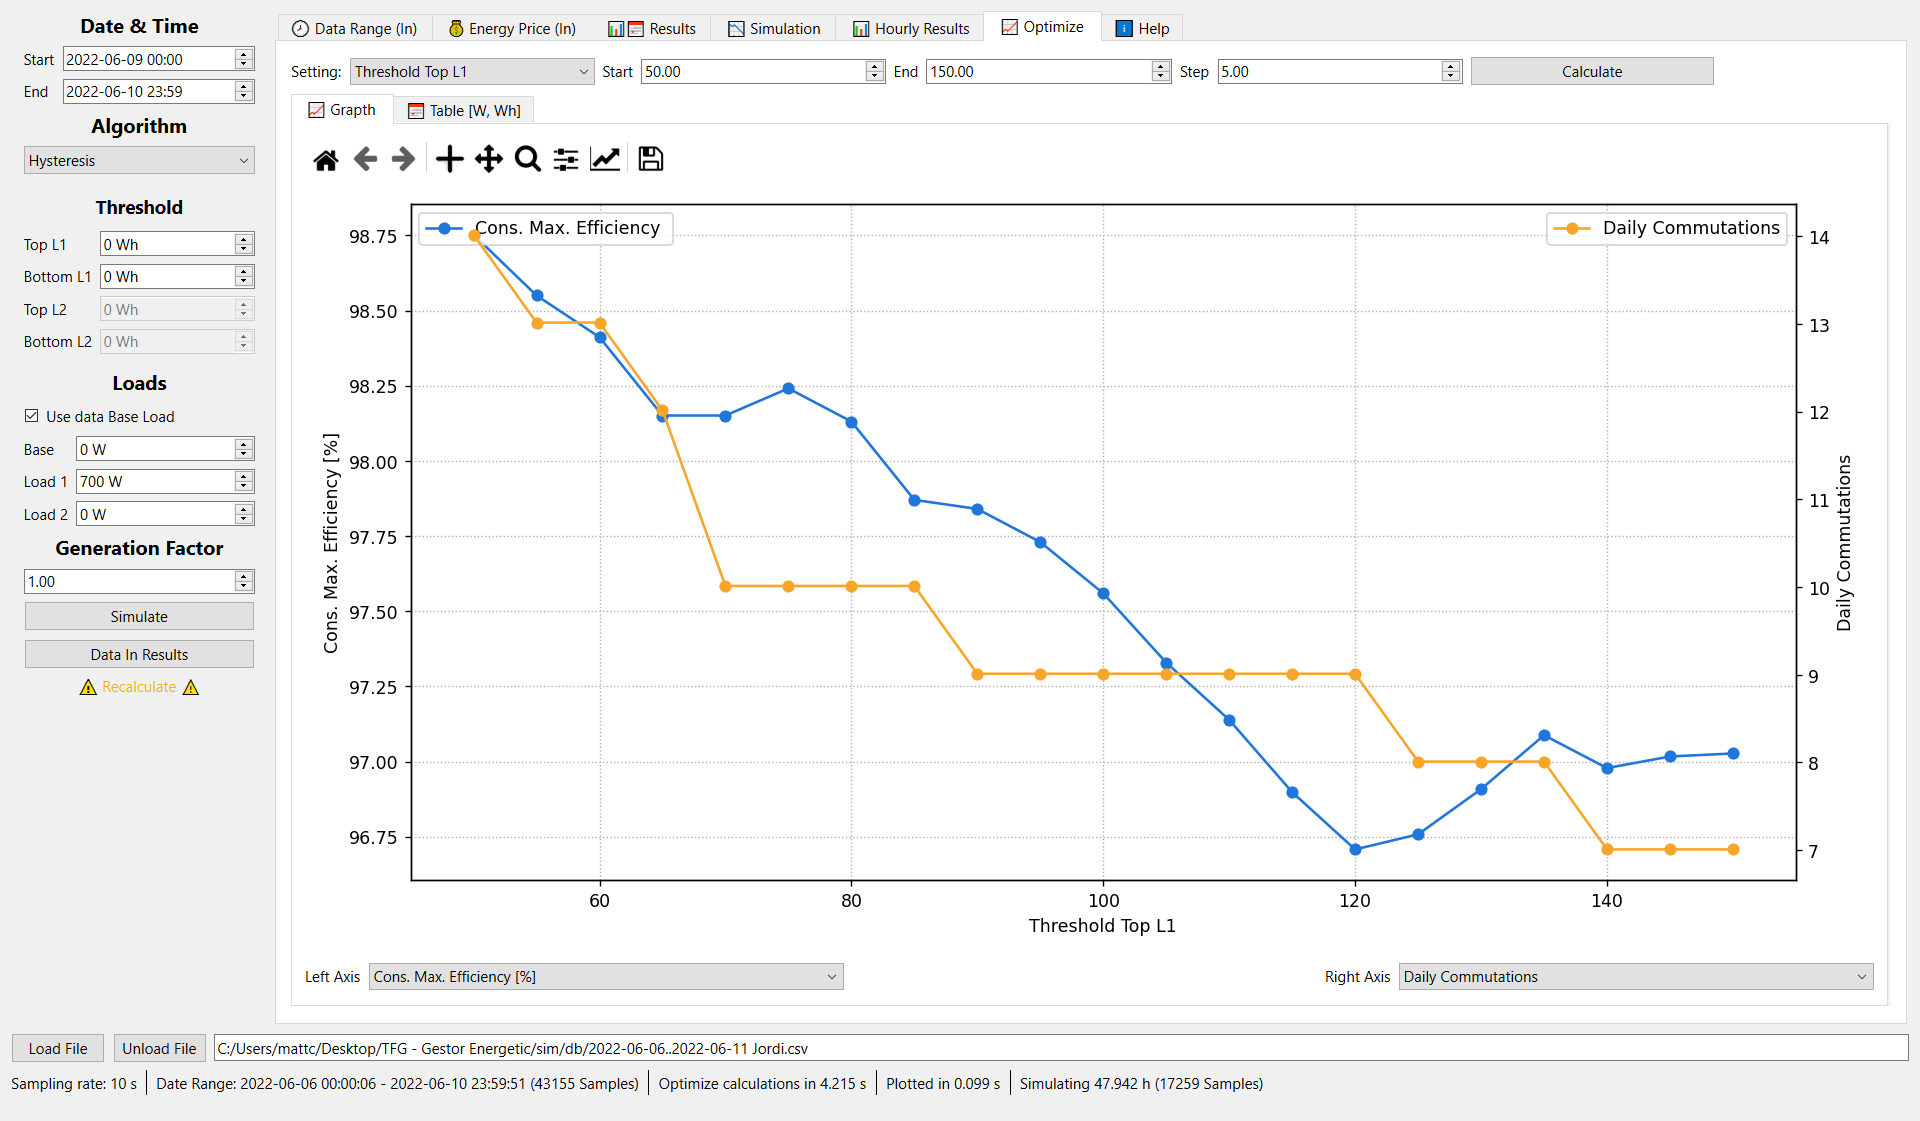 Date & Time
Start 2022-06-09 00:00
End 2022-06-10 23:59
Algorithm
Hysteresis
Threshold
Top L1 0 Wh
Bottom L1 0 Wh
Top L2 0 Wh
Bottom L2 0 Wh
Loads
Use data Base Load
Base 0 W
Load 1 700 W
Load 2 0 W
Generation Factor
1.00
Simulate
Data In Results
Recalculate
Data Range (In) Energy Price (In) Results Simulation Hourly Results Optimize Help
Setting: Threshold Top L1 Start 50.00 End 150.00 Step 5.00 Calculate
Grapth Table [W, Wh]
Cons. Max. Efficiency
Daily Commutations
98.75
98.50
98.25
98.00
97.75
97.50
97.25
97.00
96.75
Cons. Max. Efficiency [%]
14
13
12
11
10
9
8
7
Daily Commutations
60 80 100 120 140
Threshold Top L1
Left Axis Cons. Max. Efficiency [%] Right Axis Daily Commutations
Load File Unload File C:/Users/mattc/Desktop/TFG - Gestor Energetic/sim/db/2022-06-06..2022-06-11 Jordi.csv
Sampling rate: 10 s Date Range: 2022-06-06 00:00:06 - 2022-06-10 23:59:51 (43155 Samples) Optimize calculations in 4.215 s Plotted in 0.099 s Simulating 47.942 h (17259 Samples)